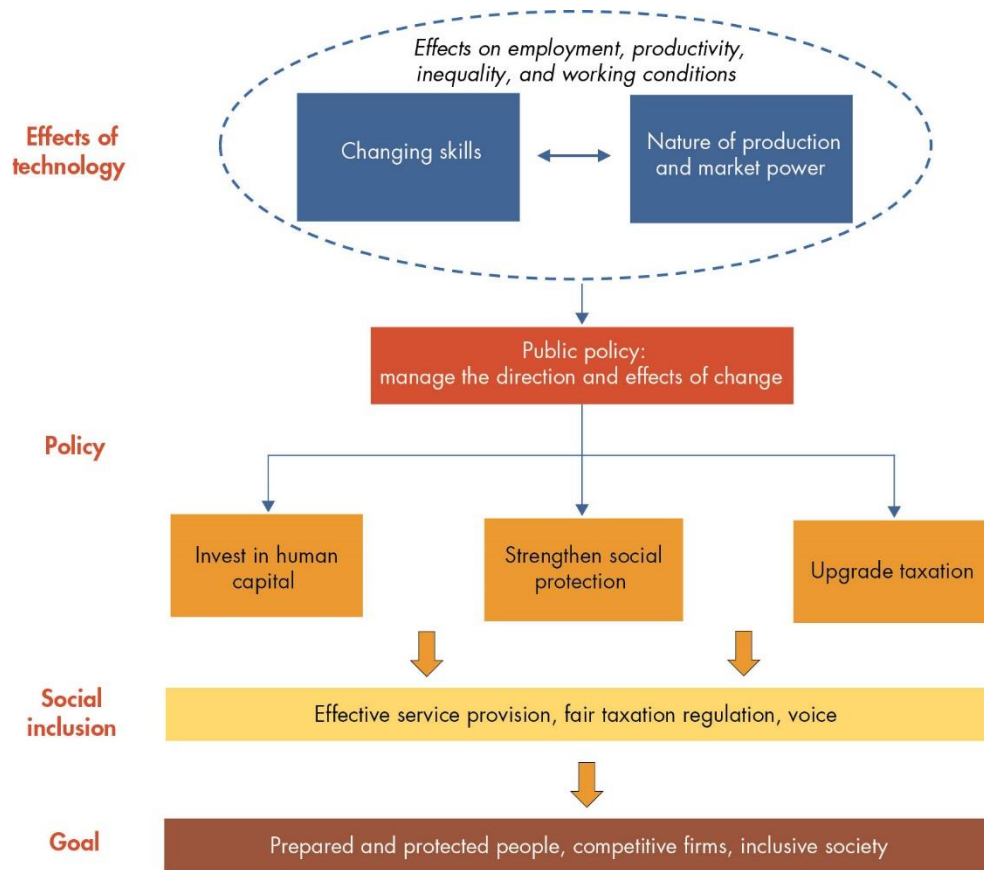 Effects on employment, productivity,
inequality, and working conditions
Effects of
technology
Changing skills
Nature of production
and market power
Public policy:
manage the direction and effects of change
Policy
Invest in human
capital
Strengthen social
protection
Upgrade taxation
Social
inclusion
Effective service provision, fair taxation regulation, voice
Goal
Prepared and protected people, competitive firms, inclusive society